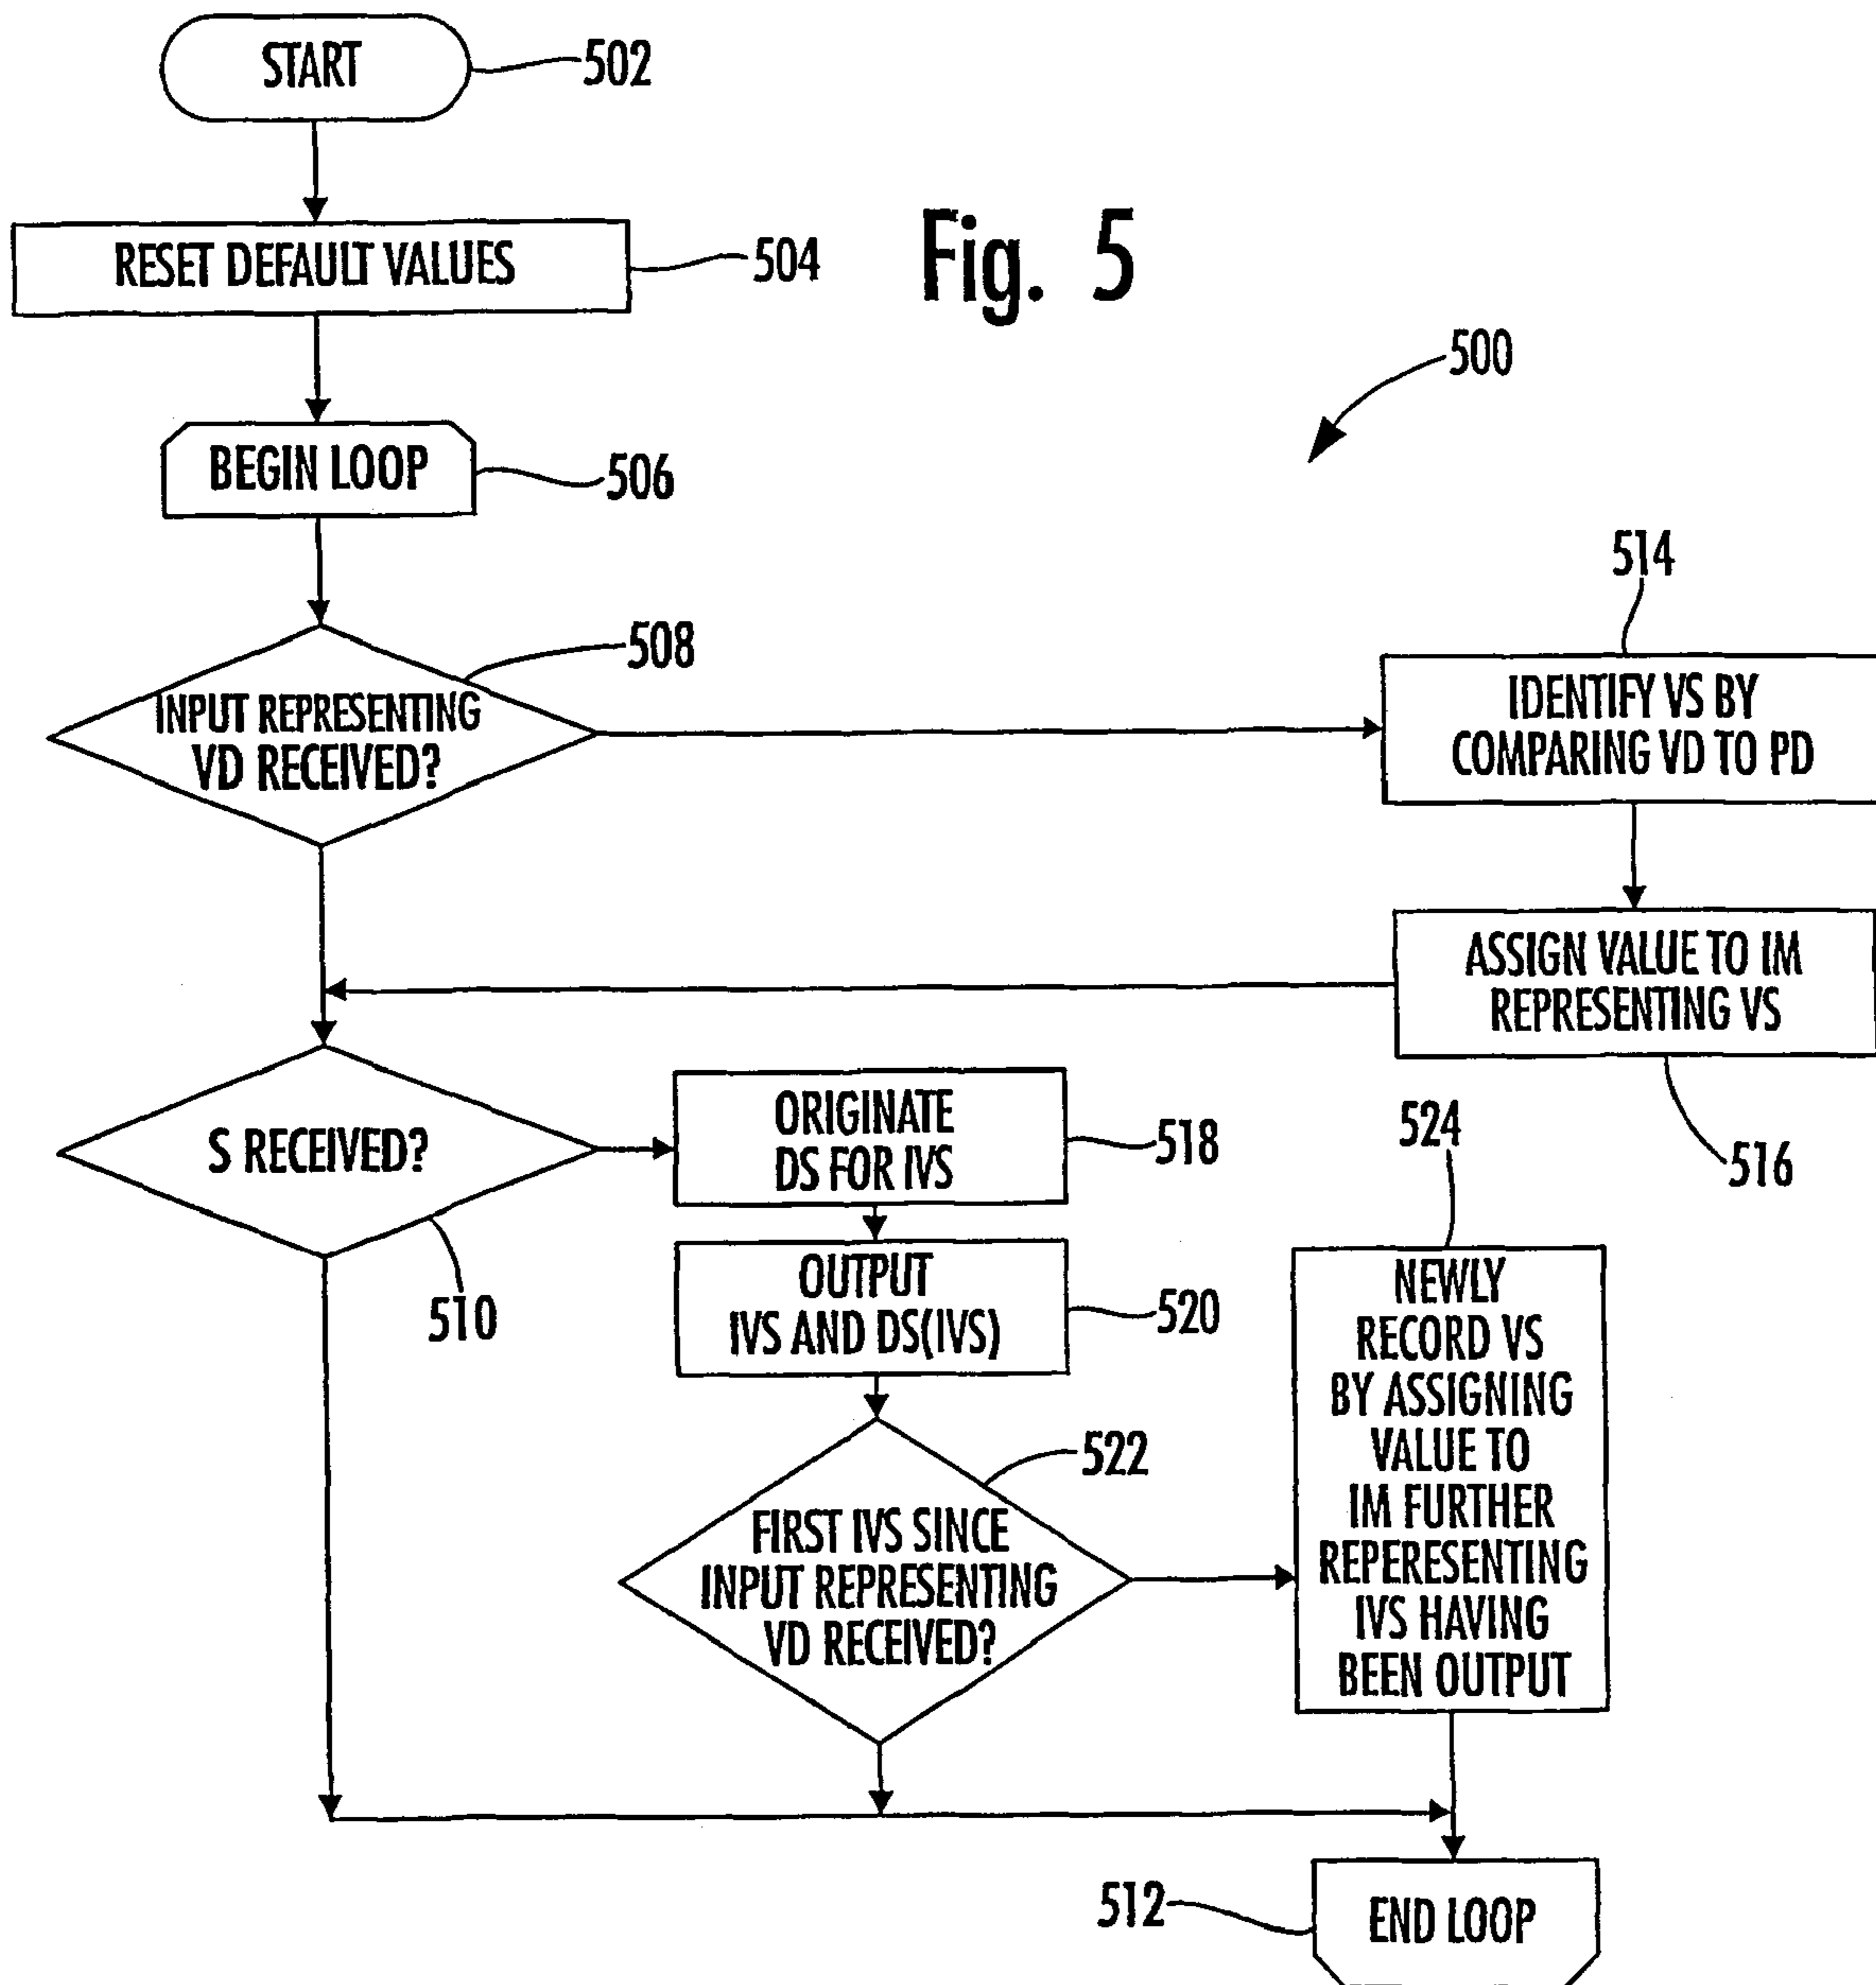 START
502
RESET DEFAULT VALUES
504
Fig. 5
500
BEGIN LOOP
506
INPUT REPRESENTING
VD RECEIVED?
508
514
IDENTIFY VS BY
COMPARING VD TO PD
ASSIGN VALUE TO IM
REPRESENTING VS
516
S RECEIVED?
510
ORIGINATE
DS FOR IVS
518
OUTPUT
IVS AND DS(IVS)
520
522
FIRST IVS SINCE
INPUT REPRESENTING
VD RECEIVED?
524
NEWLY
RECORD VS
BY ASSIGNING
VALUE TO
IM FURTHER
REPERESENTING
IVS HAVING
BEEN OUTPUT
512
END LOOP